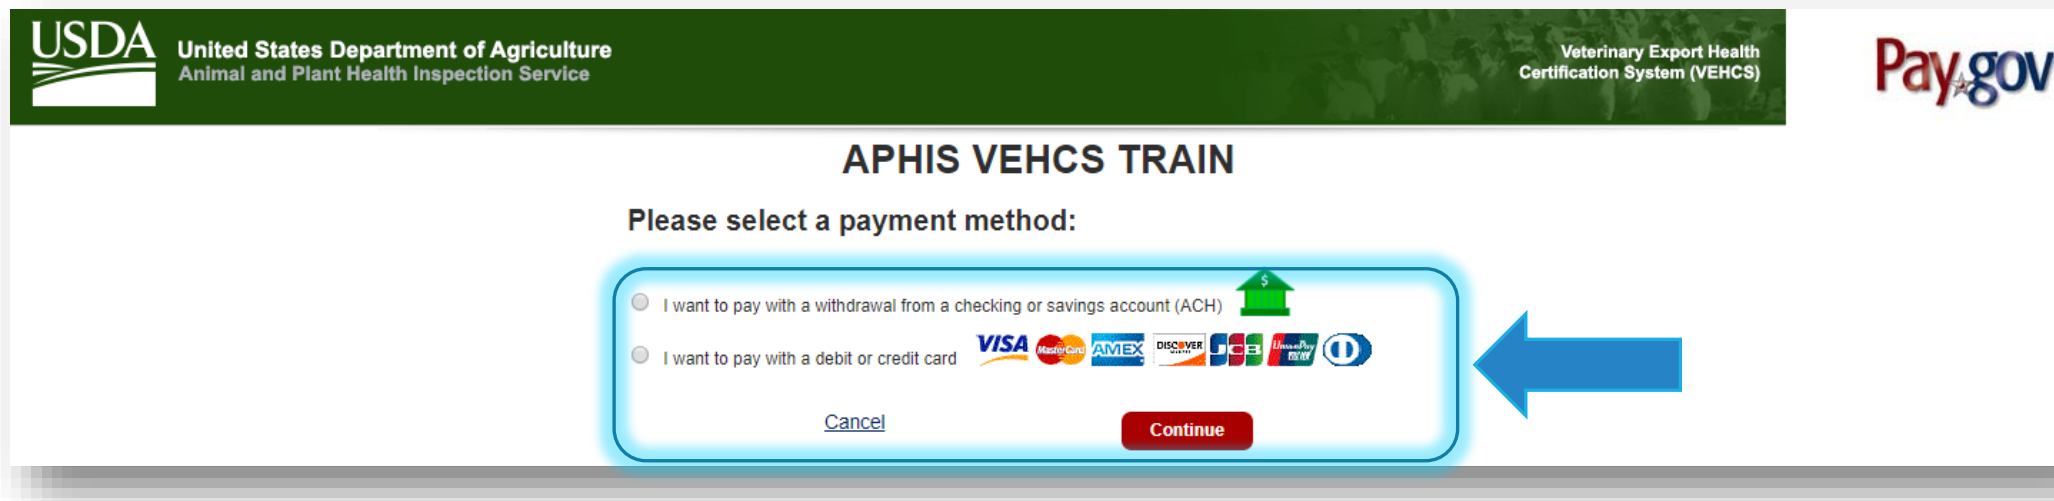 USDA
United States Department of Agriculture
Animal and Plant Health Inspection Service
Veterinary Export Health
Certification System (VEHCS)
Pay.gov
APHIS VEHCS TRAIN
Please select a payment method:
I want to pay with a withdrawal from a checking or savings account (ACH)
$
I want to pay with a debit or credit card
VISA MasterCard AMEX DISCOVER JCB UnionPay
Cancel
Continue